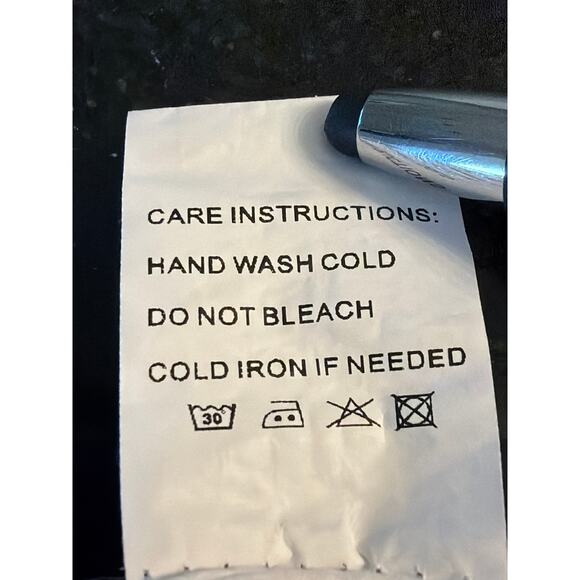 CARE INSTRUCTIONS:
HAND WASH COLD
DO NOT BLEACH
COLD IRON IF NEEDED
30